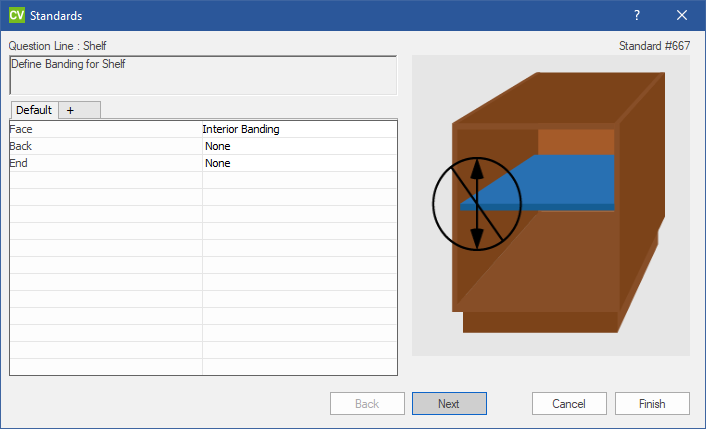 CV Standards ?
Question Line : Shelf
Standard #667
Define Banding for Shelf
Default +
Face Interior Banding
Back None
End None
Back Next Cancel Finish